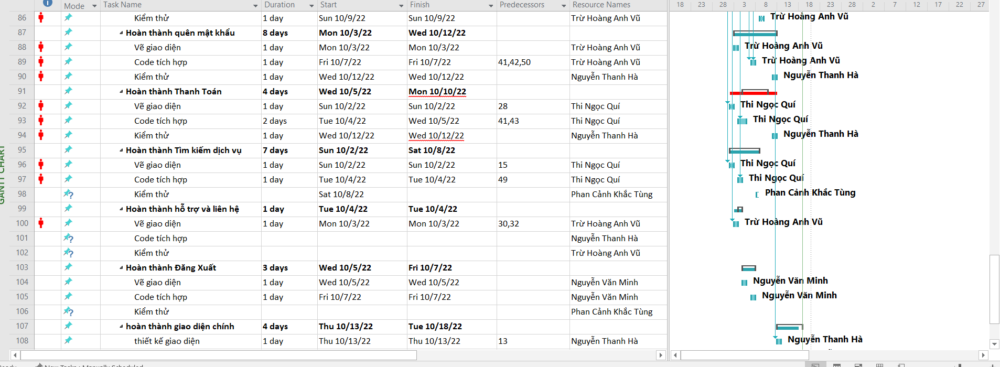 Mode Task Name Duration Start Finish Predecessors Resource Names 18 23 28 3 8 13 18 23 28 2 7 12 17 22 27
86 Kiểm thử 1 day Sun 10/9/22 Sun 10/9/22 Trừ Hoàng Anh Vũ Trừ Hoàng Anh Vũ
87 Hoàn thành quên mật khẩu 8 days Mon 10/3/22 Wed 10/12/22
88 Vẽ giao diện 1 day Mon 10/3/22 Mon 10/3/22 Trừ Hoàng Anh Vũ Trừ Hoàng Anh Vũ
89 Code tích hợp 1 day Fri 10/7/22 Fri 10/7/22 41,42,50 Trừ Hoàng Anh Vũ Trừ Hoàng Anh Vũ
90 Kiểm thử 1 day Wed 10/12/22 Wed 10/12/22 Nguyễn Thanh Hà Nguyễn Thanh Hà
91 Hoàn thành Thanh Toán 4 days Wed 10/5/22 Mon 10/10/22
92 Vẽ giao diện 1 day Sun 10/2/22 Sun 10/2/22 28 Thi Ngọc Quí Thi Ngọc Quí
93 Code tích hợp 2 days Tue 10/4/22 Wed 10/5/22 41,43 Thi Ngọc Quí Thi Ngọc Quí
94 Kiểm thử 1 day Wed 10/12/22 Wed 10/12/22 Nguyễn Thanh Hà Nguyễn Thanh Hà
95 Hoàn thành Tìm kiếm dịch vụ 7 days Sun 10/2/22 Sat 10/8/22
96 Vẽ giao diện 1 day Sun 10/2/22 Sun 10/2/22 15 Thi Ngọc Quí Thi Ngọc Quí
97 Code tích hợp 1 day Tue 10/4/22 Tue 10/4/22 49 Thi Ngọc Quí Thi Ngọc Quí
98 Kiểm thử Sat 10/8/22 Phan Cảnh Khắc Tùng Phan Cảnh Khắc Tùng
99 Hoàn thành hỗ trợ và liên hệ 1 day Tue 10/4/22 Tue 10/4/22
100 Vẽ giao diện 1 day Mon 10/3/22 Mon 10/3/22 30,32 Trừ Hoàng Anh Vũ Trừ Hoàng Anh Vũ
101 Code tích hợp Nguyễn Thanh Hà
102 Kiểm thử Trừ Hoàng Anh Vũ
103 Hoàn thành Đăng Xuất 3 days Wed 10/5/22 Fri 10/7/22
104 Vẽ giao diện 1 day Wed 10/5/22 Wed 10/5/22 Nguyễn Văn Minh Nguyễn Văn Minh
105 Code tích hợp 1 day Fri 10/7/22 Fri 10/7/22 Nguyễn Văn Minh Nguyễn Văn Minh
106 Kiểm thử Phan Cảnh Khắc Tùng
107 hoàn thành giao diện chính 4 days Thu 10/13/22 Tue 10/18/22
108 thiết kế giao diện 1 day Thu 10/13/22 Thu 10/13/22 13 Nguyễn Thanh Hà Nguyễn Thanh Hà
GANTT CHART
New Tasks : Manually Scheduled